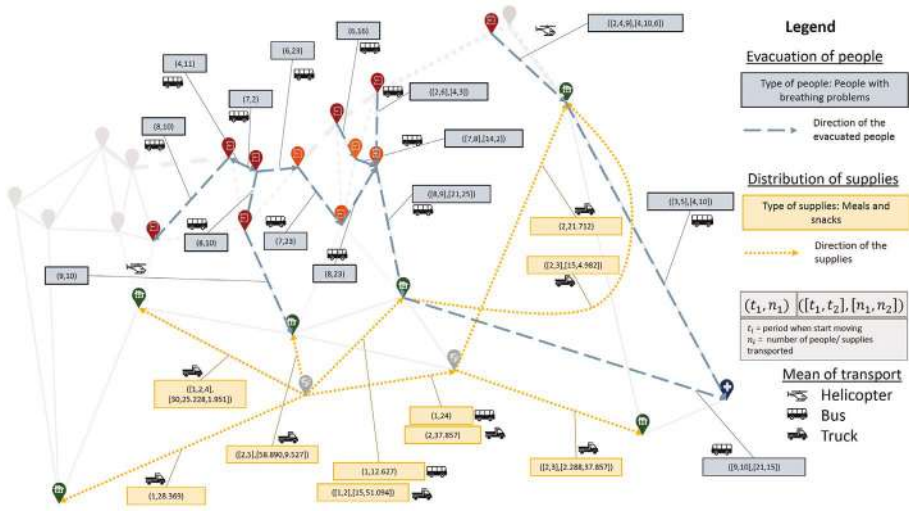 (6,16)
([2,4,9],[4,10,6])
(6,23)
(4,11)
(7,2)
([2,6],[4,3])
(8,10)
([7,8],[14,2])
([8,9],[21,25])
([3,5],[4,10])
(2,21.712)
(8,10)
(7,23)
(8,23)
([2,3],[15,4.982])
(9,10)
([1,2,4],
[30,25.228,1.951])
(1,24)
(2,37.857)
([2,5],[58.890,9.527])
(1,12.627)
([2,3],[2.288,37.857])
([9,10],[21,15])
(1,28.369)
([1,2],[15,51.094])
Legend
Evacuation of people
Type of people: People with
breathing problems
Direction of the
evacuated people
Distribution of supplies
Type of supplies: Meals and
snacks
Direction of the
supplies
(t₁, n₁) ([t₁, t₂], [n₁, n₂])
tᵢ = period when start moving
nᵢ = number of people/ supplies
transported
Mean of transport
Helicopter
Bus
Truck